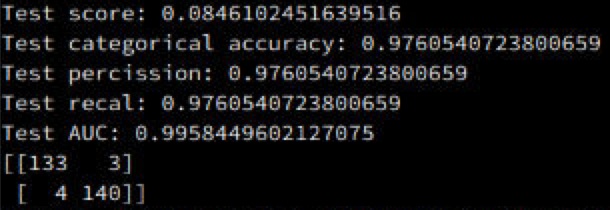 Test score: 0.0846102451639516
Test categorical accuracy: 0.9760540723800659
Test percission: 0.9760540723800659
Test recal: 0.9760540723800659
Test AUC: 0.9958449602127075
[[133   3]
 [  4 140]]